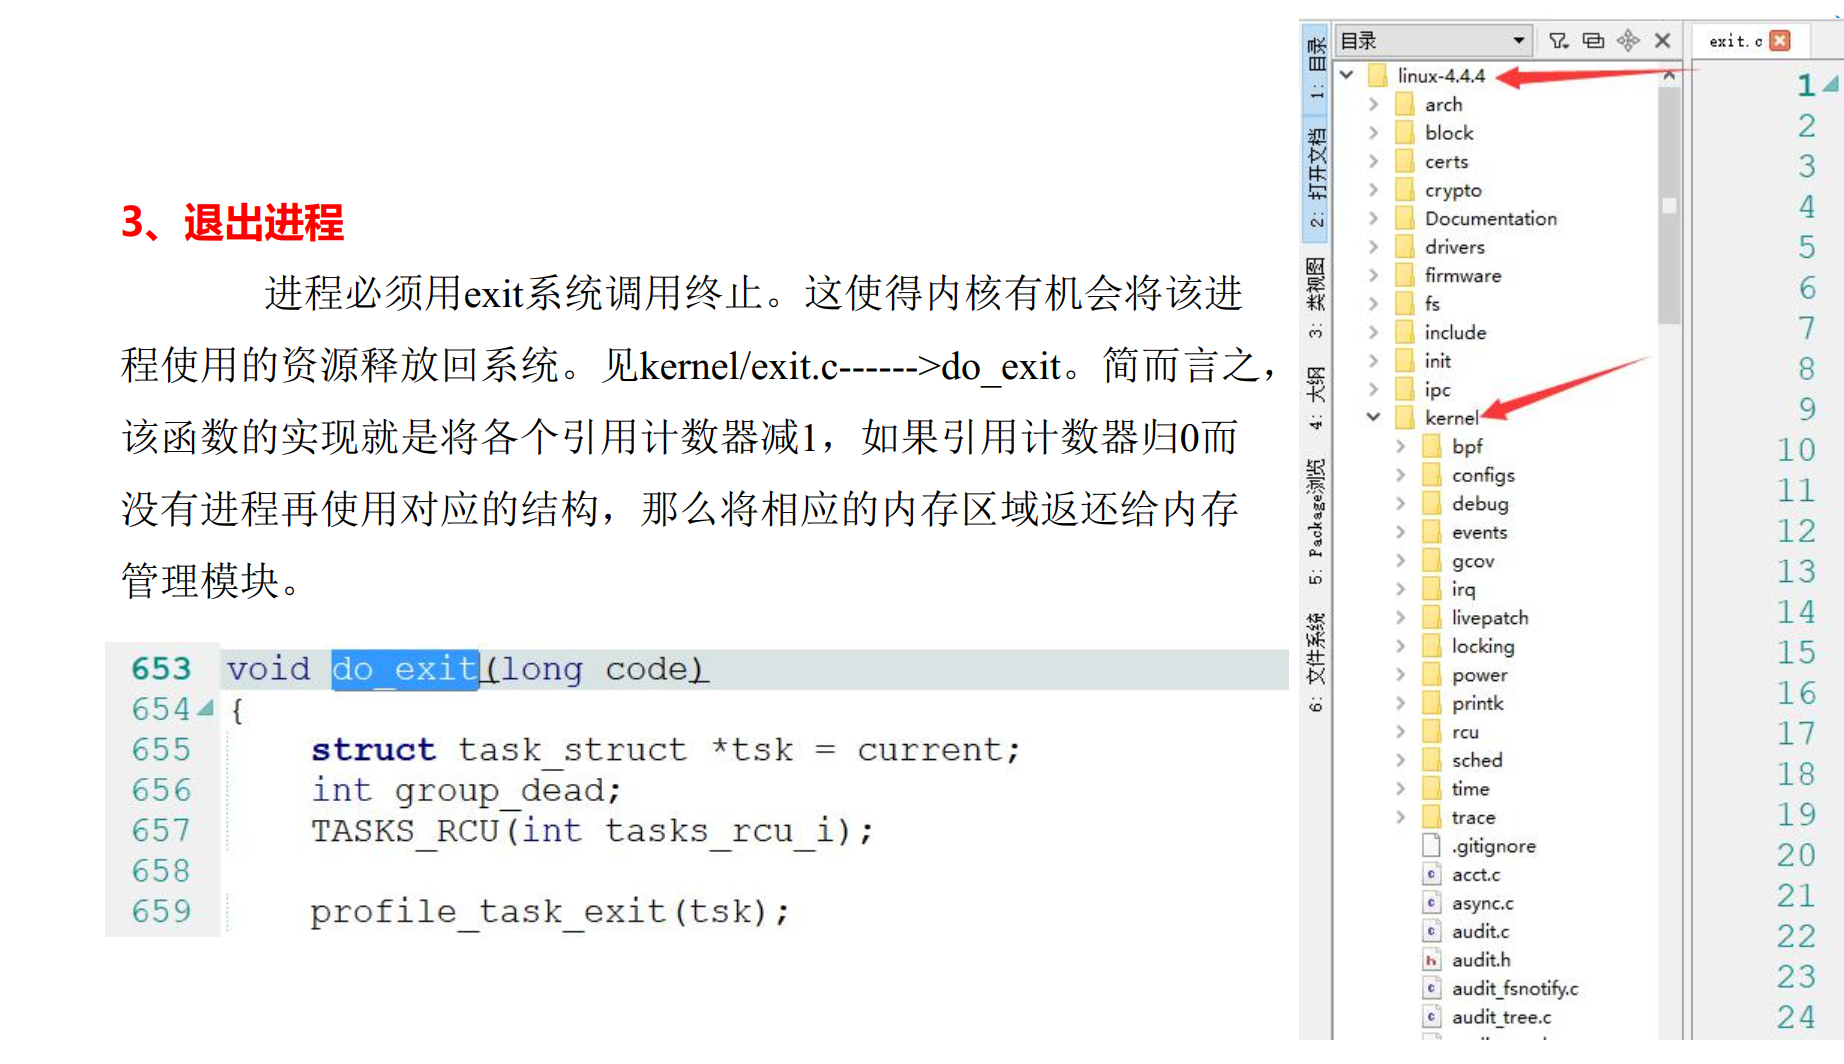 3、退出进程
进程必须用exit系统调用终止。这使得内核有机会将该进
程使用的资源释放回系统。见kernel/exit.c------>do_exit。简而言之，
该函数的实现就是将各个引用计数器减1，如果引用计数器归0而
没有进程再使用对应的结构，那么将相应的内存区域返还给内存
管理模块。
653 void do_exit(long code)
654 {
655 struct task_struct *tsk = current;
656 int group_dead;
657 TASKS_RCU(int tasks_rcu_i);
658
659 profile_task_exit(tsk);
1: 目录
2: 打开文档
3: 类视图
4: 大纲
5: Package浏览
6: 文件系统
目录
linux-4.4.4
arch
block
certs
crypto
Documentation
drivers
firmware
fs
include
init
ipc
kernel
bpf
configs
debug
events
gcov
irq
livepatch
locking
power
printk
rcu
sched
time
trace
.gitignore
acct.c
async.c
audit.c
audit.h
audit_fsnotify.c
audit_tree.c
exit.c
1
2
3
4
5
6
7
8
9
10
11
12
13
14
15
16
17
18
19
20
21
22
23
24